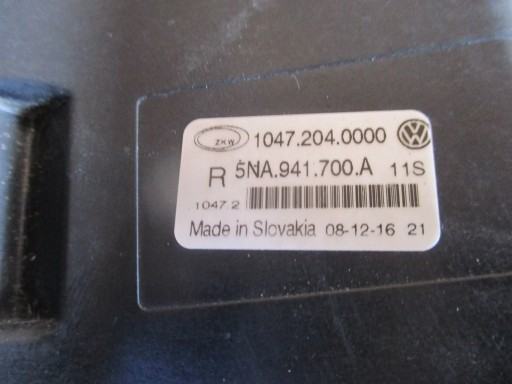 ZKW 1047.204.0000
R 5NA.941.700.A 11S
1047.2
Made in Slovakia 08-12-16 21